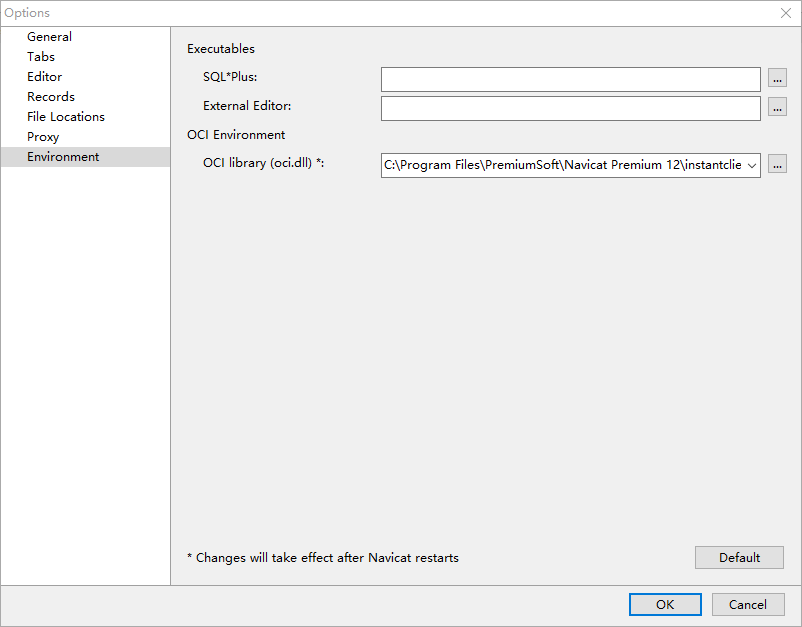 Options
General
Tabs
Editor
Records
File Locations
Proxy
Environment
Executables
SQL*Plus:
...
External Editor:
...
OCI Environment
OCI library (oci.dll) *:
C:\Program Files\PremiumSoft\Navicat Premium 12\instantclie
...
* Changes will take effect after Navicat restarts
Default
OK
Cancel